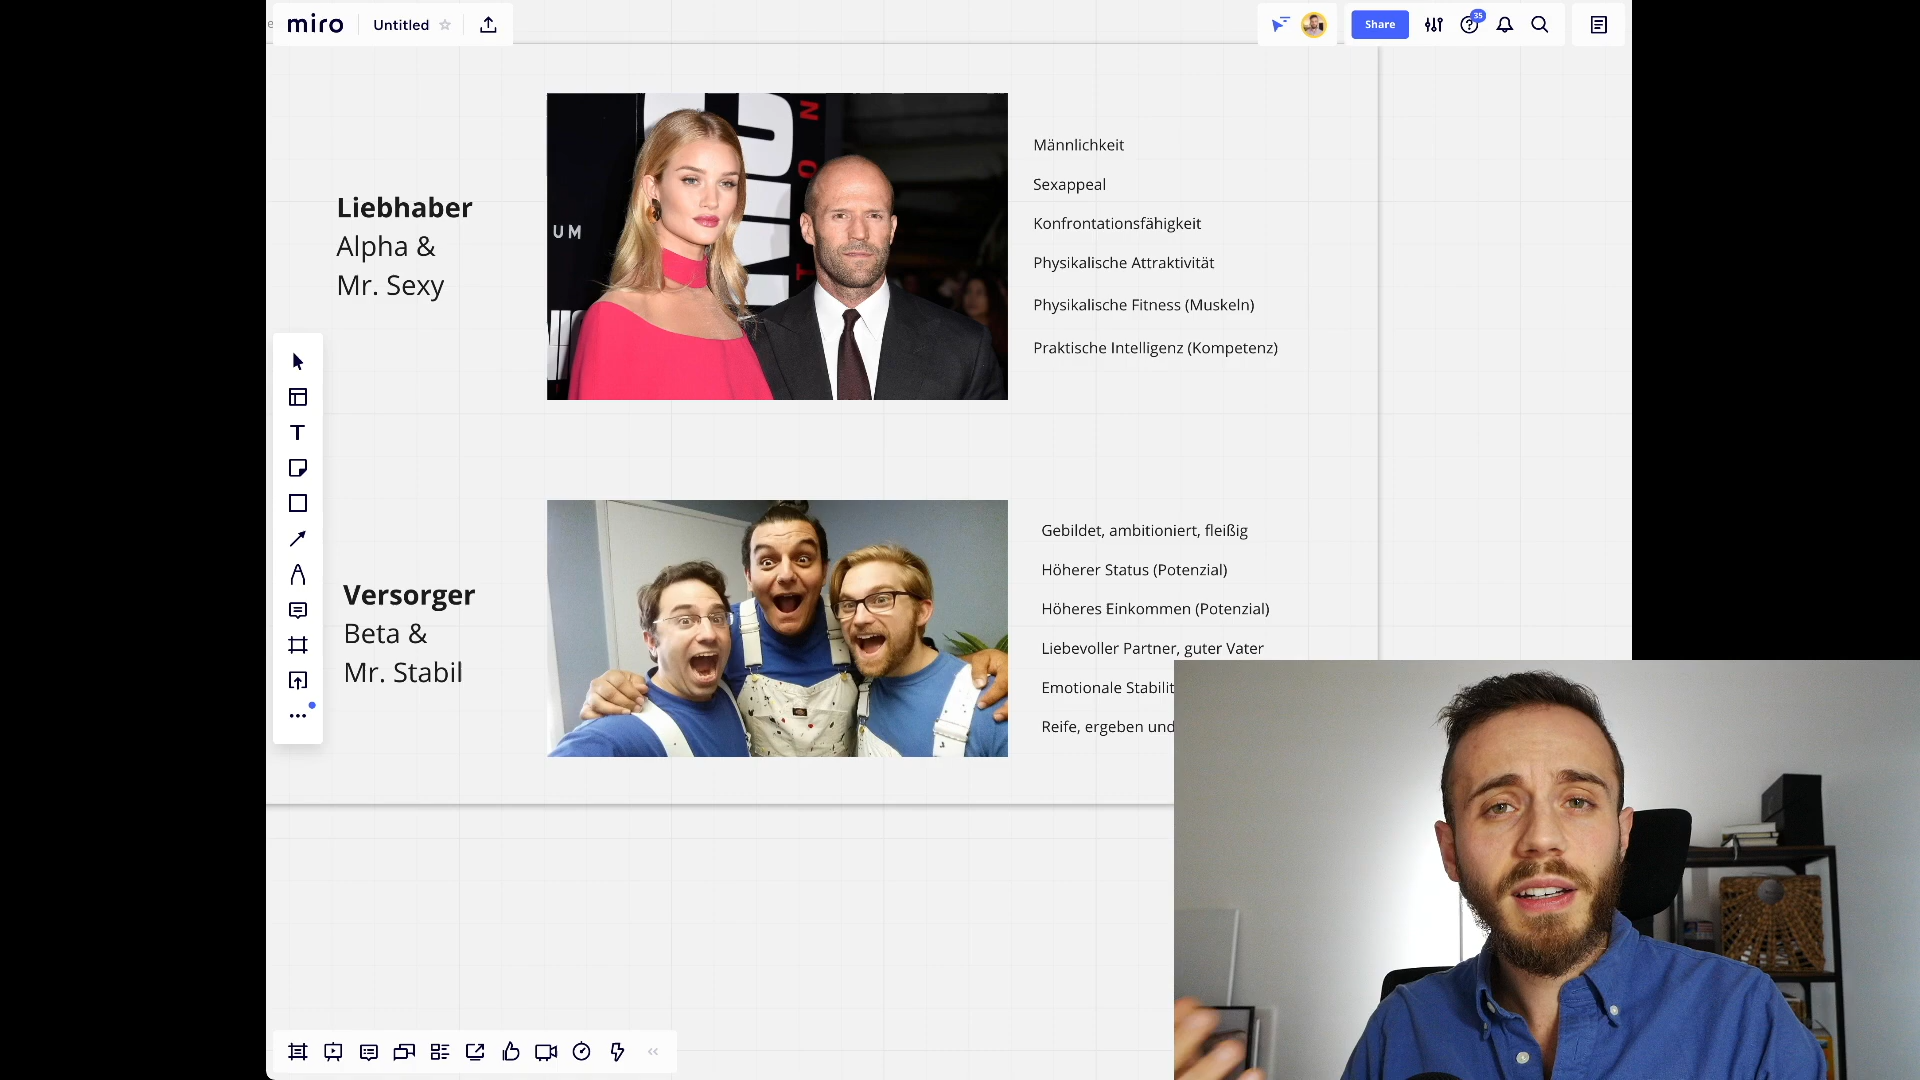 miro
Untitled
Share
35
Liebhaber
Alpha &
Mr. Sexy
UM
Männlichkeit
Sexappeal
Konfrontationsfähigkeit
Physikalische Attraktivität
Physikalische Fitness (Muskeln)
Praktische Intelligenz (Kompetenz)
Versorger
Beta &
Mr. Stabil
Gebildet, ambitioniert, fleißig
Höherer Status (Potenzial)
Höheres Einkommen (Potenzial)
Liebevoller Partner, guter Vater
Emotionale
Reife, ergeben und